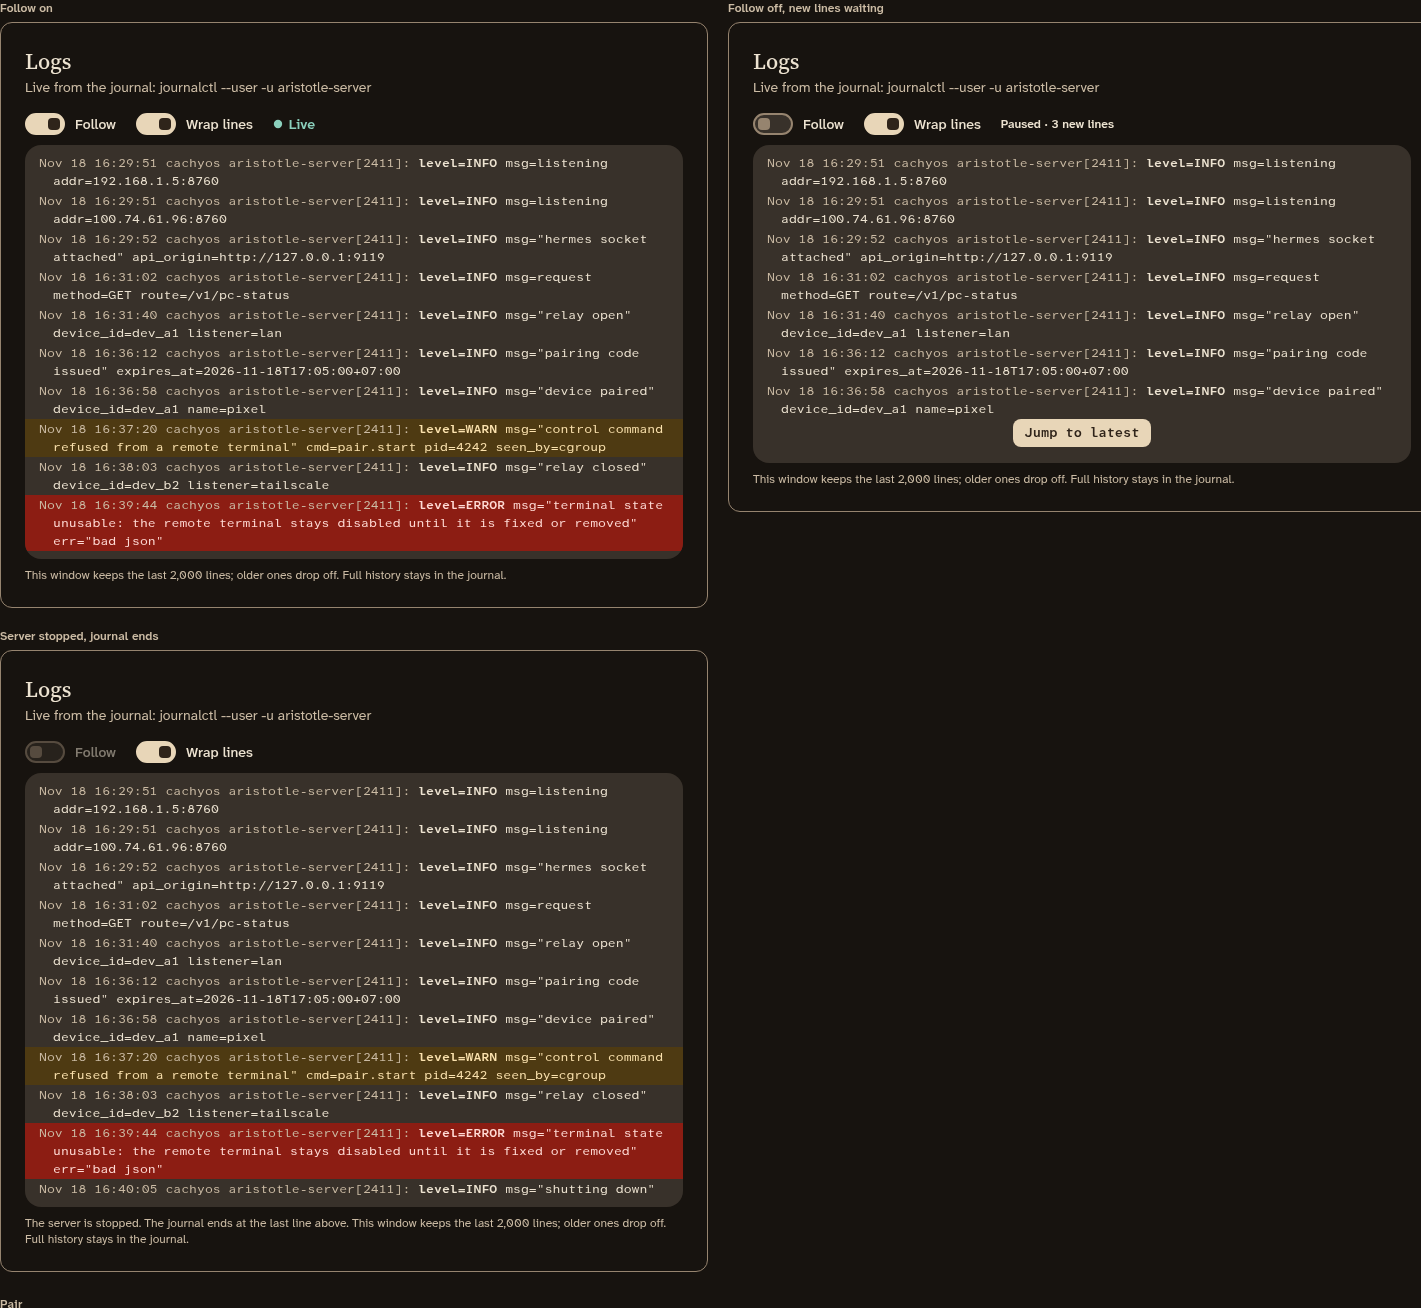 Follow on
Logs
Live from the journal: journalctl --user -u aristotle-server
Follow
Wrap lines
Live
Nov 18 16:29:51 cachyos aristotle-server[2411]: level=INFO msg=listening
addr=192.168.1.5:8760
Nov 18 16:29:51 cachyos aristotle-server[2411]: level=INFO msg=listening
addr=100.74.61.96:8760
Nov 18 16:29:52 cachyos aristotle-server[2411]: level=INFO msg="hermes socket
attached" api_origin=http://127.0.0.1:9119
Nov 18 16:31:02 cachyos aristotle-server[2411]: level=INFO msg=request
method=GET route=/v1/pc-status
Nov 18 16:31:40 cachyos aristotle-server[2411]: level=INFO msg="relay open"
device_id=dev_a1 listener=lan
Nov 18 16:36:12 cachyos aristotle-server[2411]: level=INFO msg="pairing code
issued" expires_at=2026-11-18T17:05:00+07:00
Nov 18 16:36:58 cachyos aristotle-server[2411]: level=INFO msg="device paired"
device_id=dev_a1 name=pixel
Nov 18 16:37:20 cachyos aristotle-server[2411]: level=WARN msg="control command
refused from a remote terminal" cmd=pair.start pid=4242 seen_by=cgroup
Nov 18 16:38:03 cachyos aristotle-server[2411]: level=INFO msg="relay closed"
device_id=dev_b2 listener=tailscale
Nov 18 16:39:44 cachyos aristotle-server[2411]: level=ERROR msg="terminal state
unusable: the remote terminal stays disabled until it is fixed or removed"
err="bad json"
This window keeps the last 2,000 lines; older ones drop off. Full history stays in the journal.
Follow off, new lines waiting
Logs
Live from the journal: journalctl --user -u aristotle-server
Follow
Wrap lines
Paused · 3 new lines
Nov 18 16:29:51 cachyos aristotle-server[2411]: level=INFO msg=listening
addr=192.168.1.5:8760
Nov 18 16:29:51 cachyos aristotle-server[2411]: level=INFO msg=listening
addr=100.74.61.96:8760
Nov 18 16:29:52 cachyos aristotle-server[2411]: level=INFO msg="hermes socket
attached" api_origin=http://127.0.0.1:9119
Nov 18 16:31:02 cachyos aristotle-server[2411]: level=INFO msg=request
method=GET route=/v1/pc-status
Nov 18 16:31:40 cachyos aristotle-server[2411]: level=INFO msg="relay open"
device_id=dev_a1 listener=lan
Nov 18 16:36:12 cachyos aristotle-server[2411]: level=INFO msg="pairing code
issued" expires_at=2026-11-18T17:05:00+07:00
Nov 18 16:36:58 cachyos aristotle-server[2411]: level=INFO msg="device paired"
device_id=dev_a1 name=pixel
Jump to latest
This window keeps the last 2,000 lines; older ones drop off. Full history stays in the journal.
Server stopped, journal ends
Logs
Live from the journal: journalctl --user -u aristotle-server
Follow
Wrap lines
Nov 18 16:29:51 cachyos aristotle-server[2411]: level=INFO msg=listening
addr=192.168.1.5:8760
Nov 18 16:29:51 cachyos aristotle-server[2411]: level=INFO msg=listening
addr=100.74.61.96:8760
Nov 18 16:29:52 cachyos aristotle-server[2411]: level=INFO msg="hermes socket
attached" api_origin=http://127.0.0.1:9119
Nov 18 16:31:02 cachyos aristotle-server[2411]: level=INFO msg=request
method=GET route=/v1/pc-status
Nov 18 16:31:40 cachyos aristotle-server[2411]: level=INFO msg="relay open"
device_id=dev_a1 listener=lan
Nov 18 16:36:12 cachyos aristotle-server[2411]: level=INFO msg="pairing code
issued" expires_at=2026-11-18T17:05:00+07:00
Nov 18 16:36:58 cachyos aristotle-server[2411]: level=INFO msg="device paired"
device_id=dev_a1 name=pixel
Nov 18 16:37:20 cachyos aristotle-server[2411]: level=WARN msg="control command
refused from a remote terminal" cmd=pair.start pid=4242 seen_by=cgroup
Nov 18 16:38:03 cachyos aristotle-server[2411]: level=INFO msg="relay closed"
device_id=dev_b2 listener=tailscale
Nov 18 16:39:44 cachyos aristotle-server[2411]: level=ERROR msg="terminal state
unusable: the remote terminal stays disabled until it is fixed or removed"
err="bad json"
Nov 18 16:40:05 cachyos aristotle-server[2411]: level=INFO msg="shutting down"
The server is stopped. The journal ends at the last line above. This window keeps the last 2,000 lines; older ones drop off.
Full history stays in the journal.
Pair